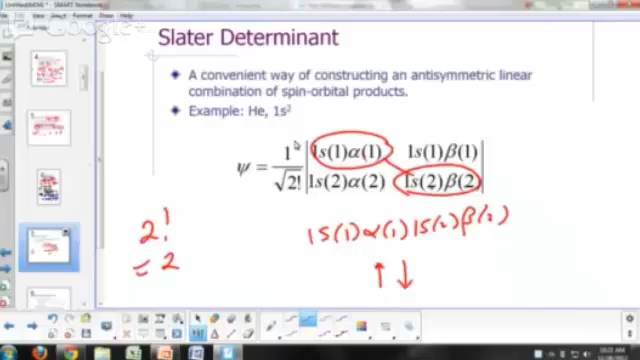 Google+
Slater Determinant
A convenient way of constructing an antisymmetric linear
combination of spin-orbital products.
Example: He, 1s²
ψ = 1/√2! | 1s(1)α(1) 1s(1)β(1) |
| 1s(2)α(2) 1s(2)β(2) |
2!
= 2
1s(1)α(1)1s(2)β(2)
↑ ↓